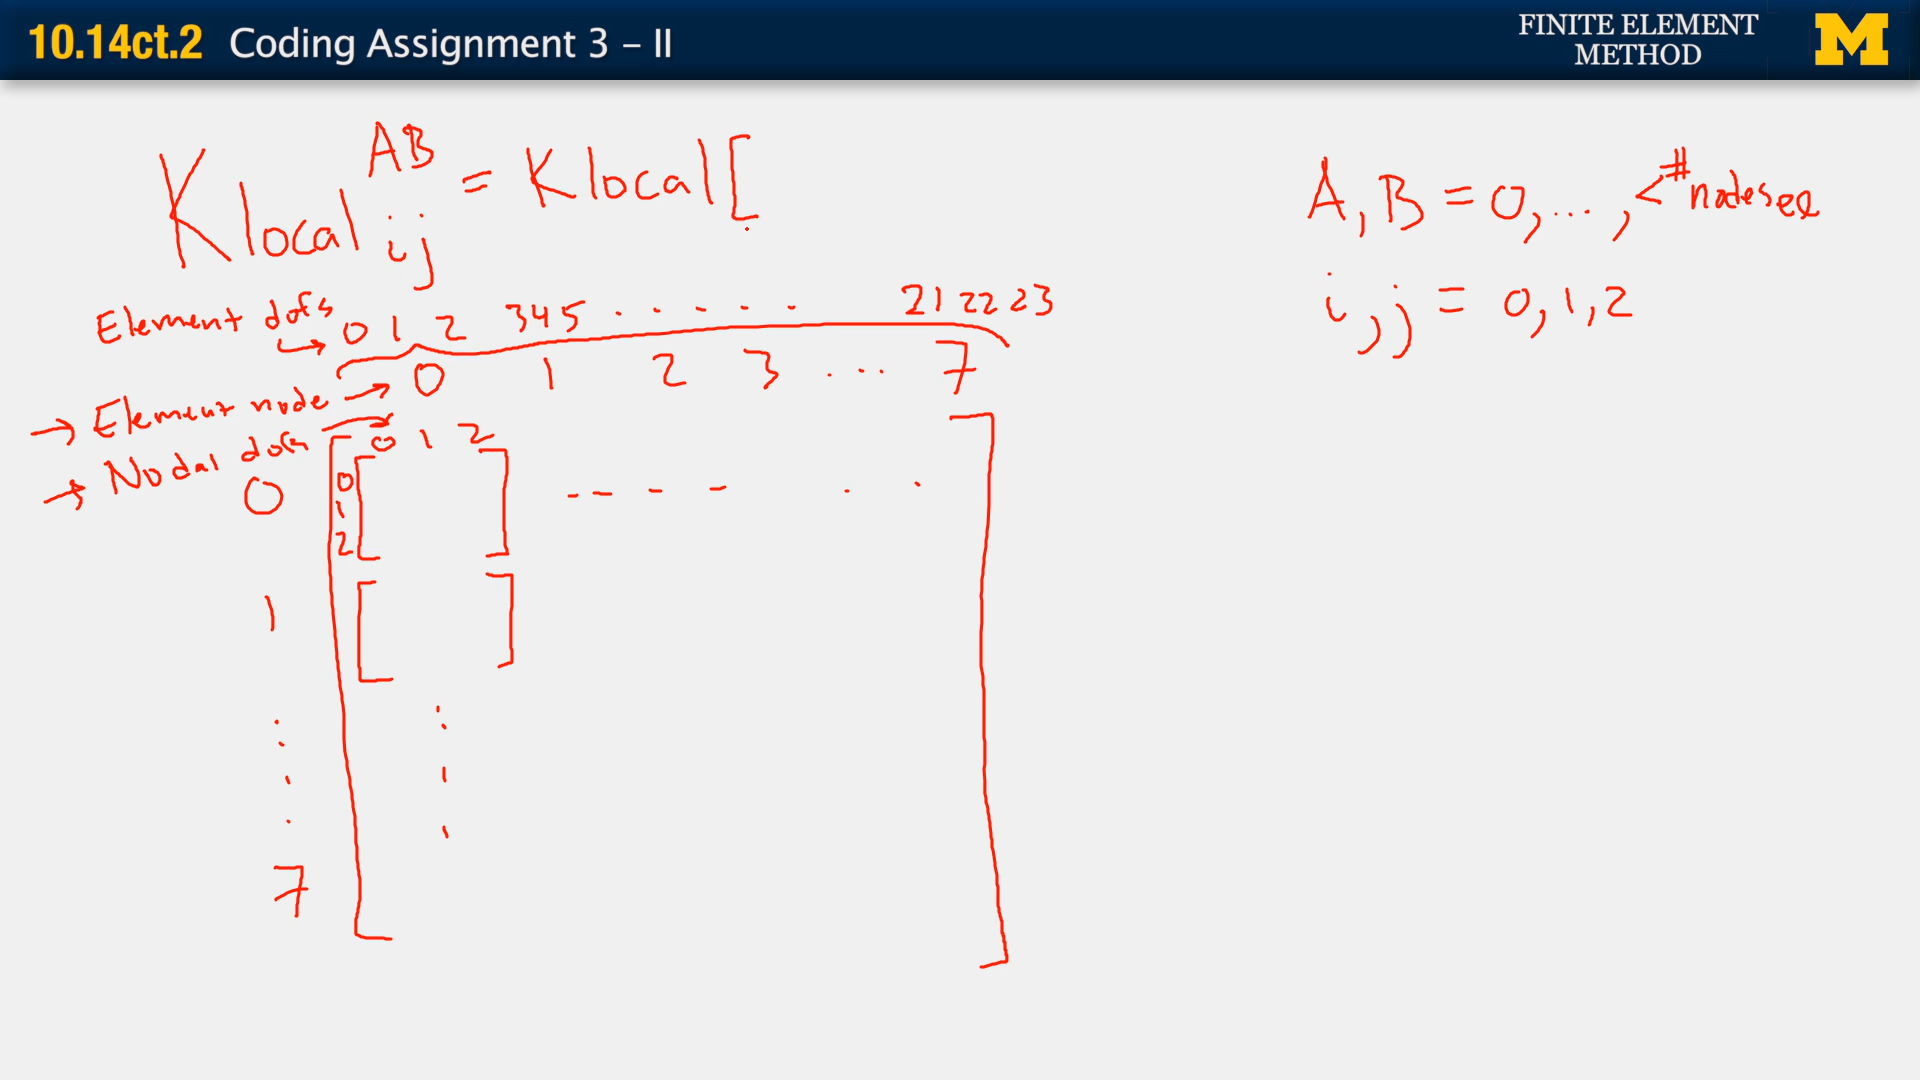 10.14ct.2 Coding Assignment 3 – II
FINITE ELEMENT
METHOD
M
Klocal AB ij = Klocal[
A, B = 0, ..., < # nodesel
i, j = 0, 1, 2
Element dofs → 0 1 2 3 4 5 . . . . . 21 22 23
→ Element node → 0 1 2 3 ... 7
→ Nodal dofs → 0 1 2
0
0
1
2
1
7